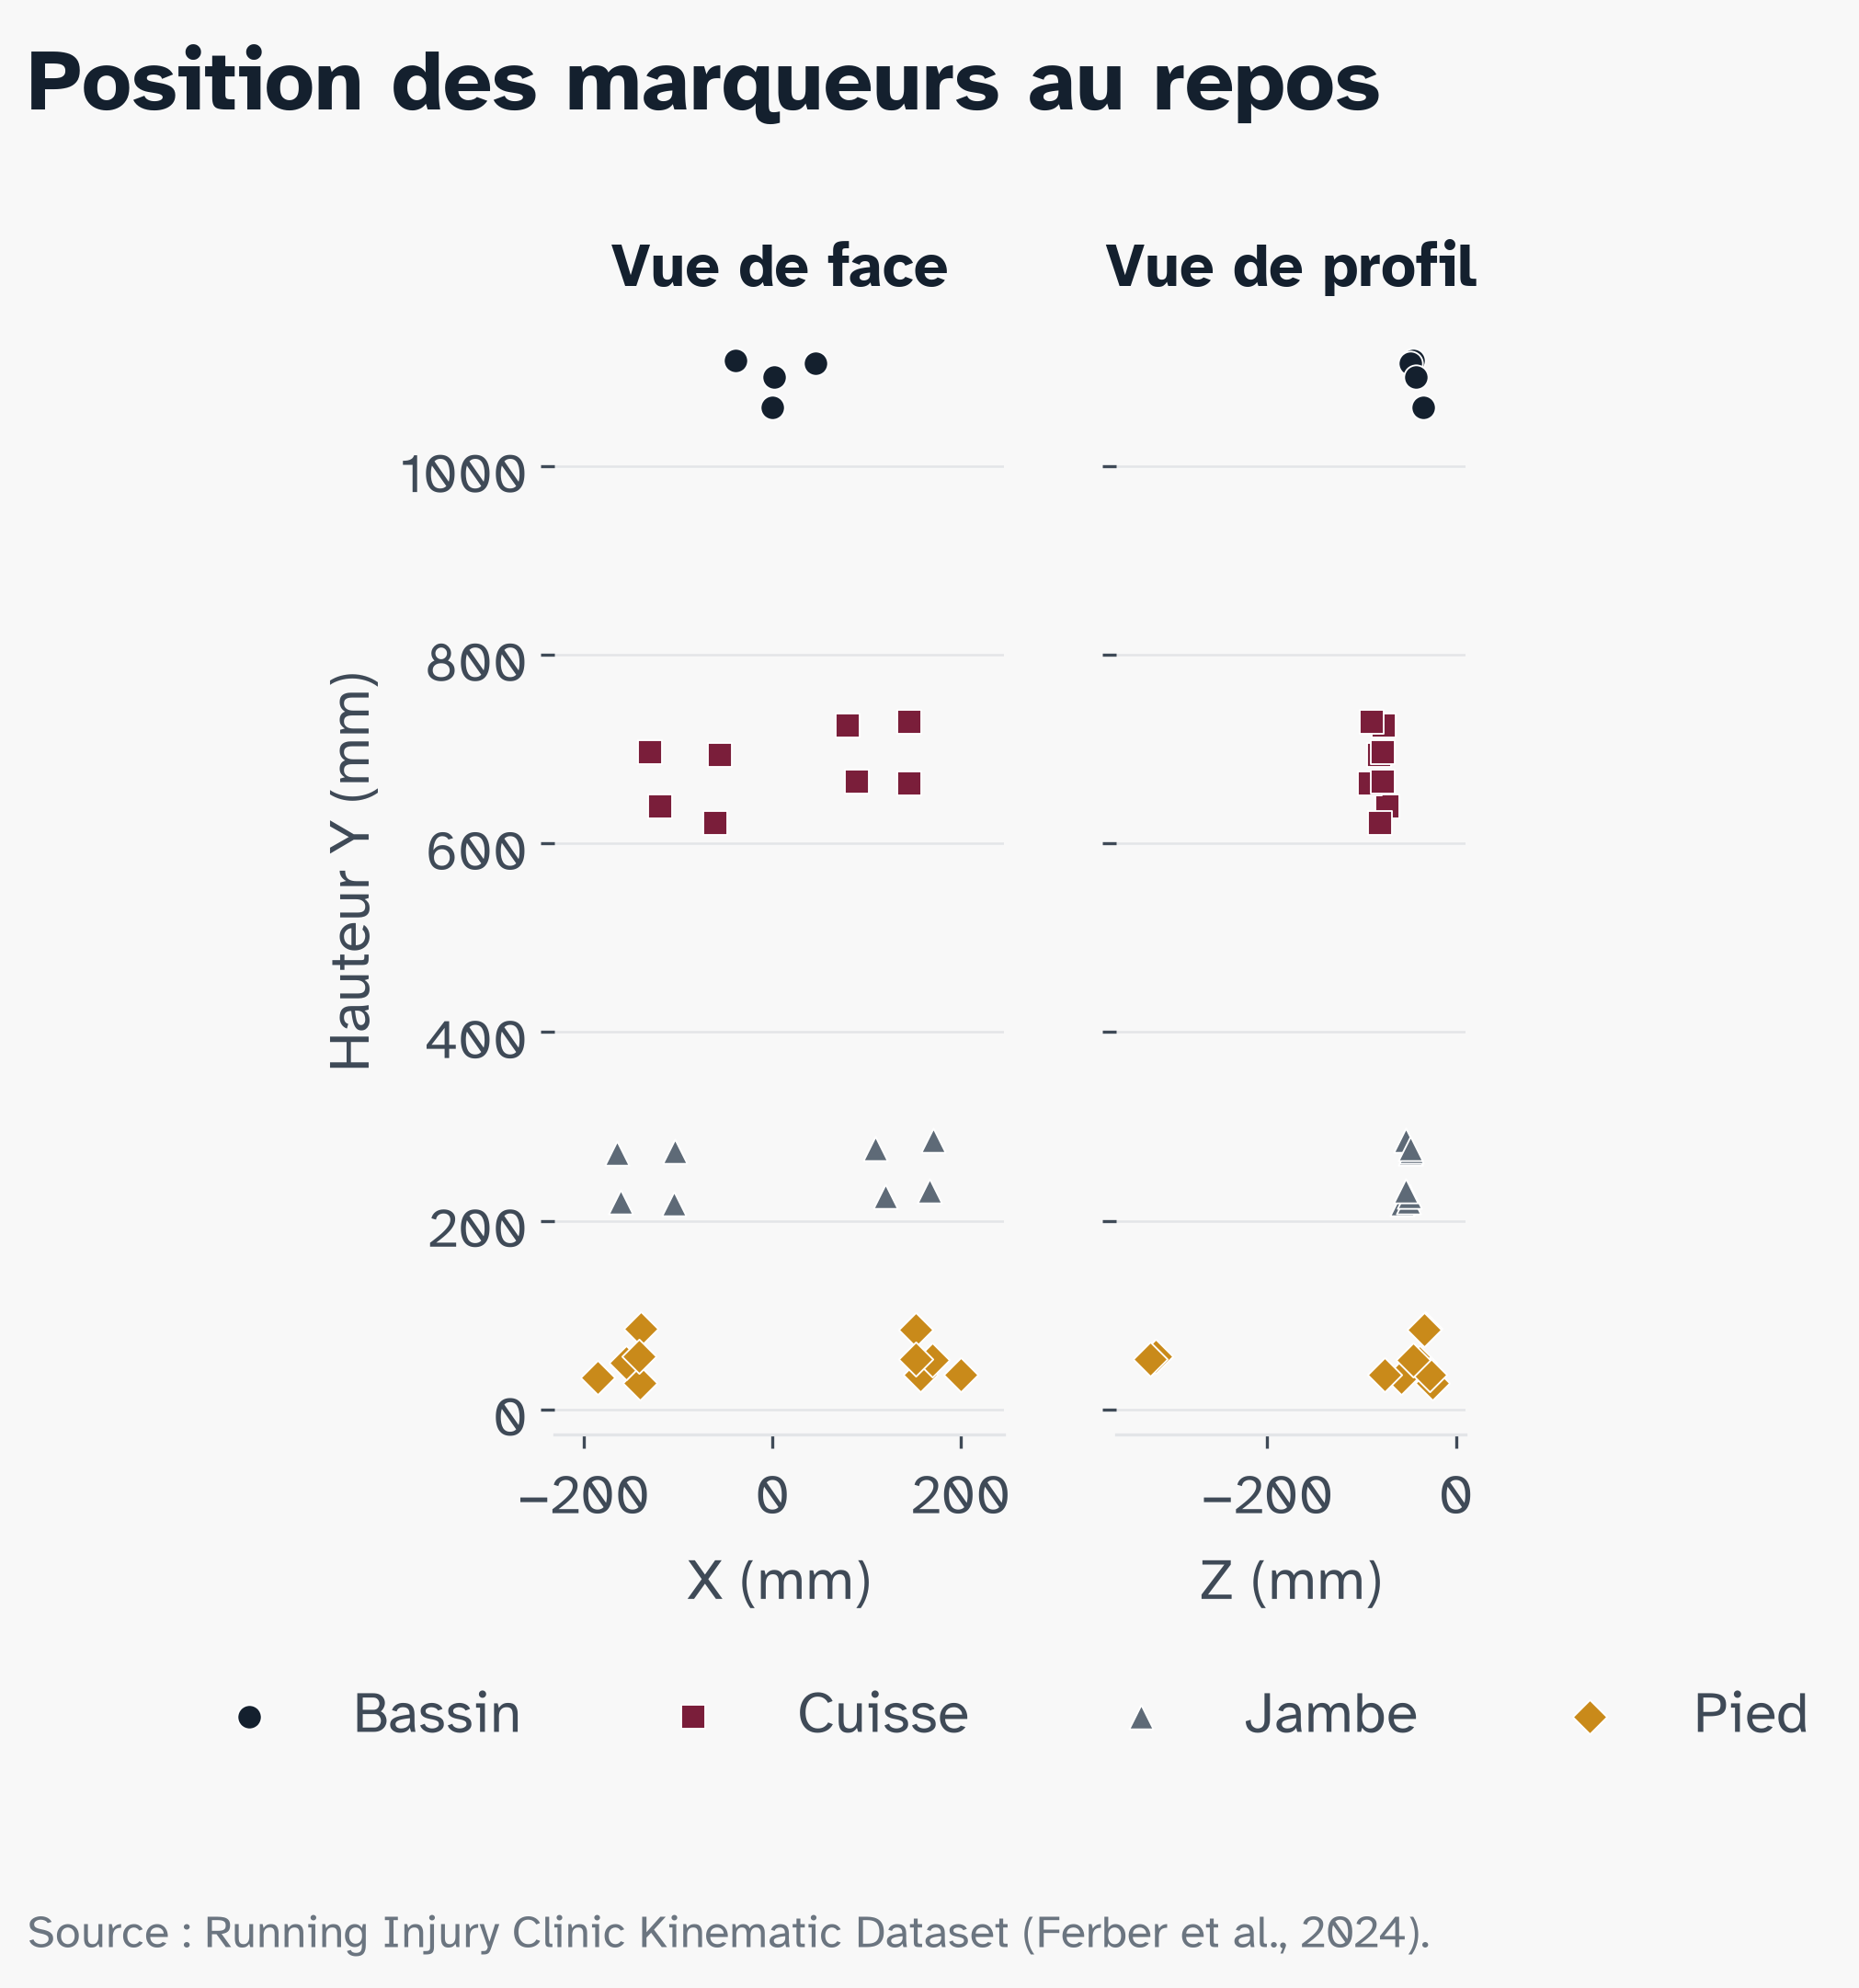 Position des marqueurs au repos
Vue de face
Vue de profil
Hauteur Y (mm)
1000
800
600
400
200
0
−200 0 200
−200 0
X (mm)
Z (mm)
Bassin Cuisse Jambe Pied
Source : Running Injury Clinic Kinematic Dataset (Ferber et al., 2024).